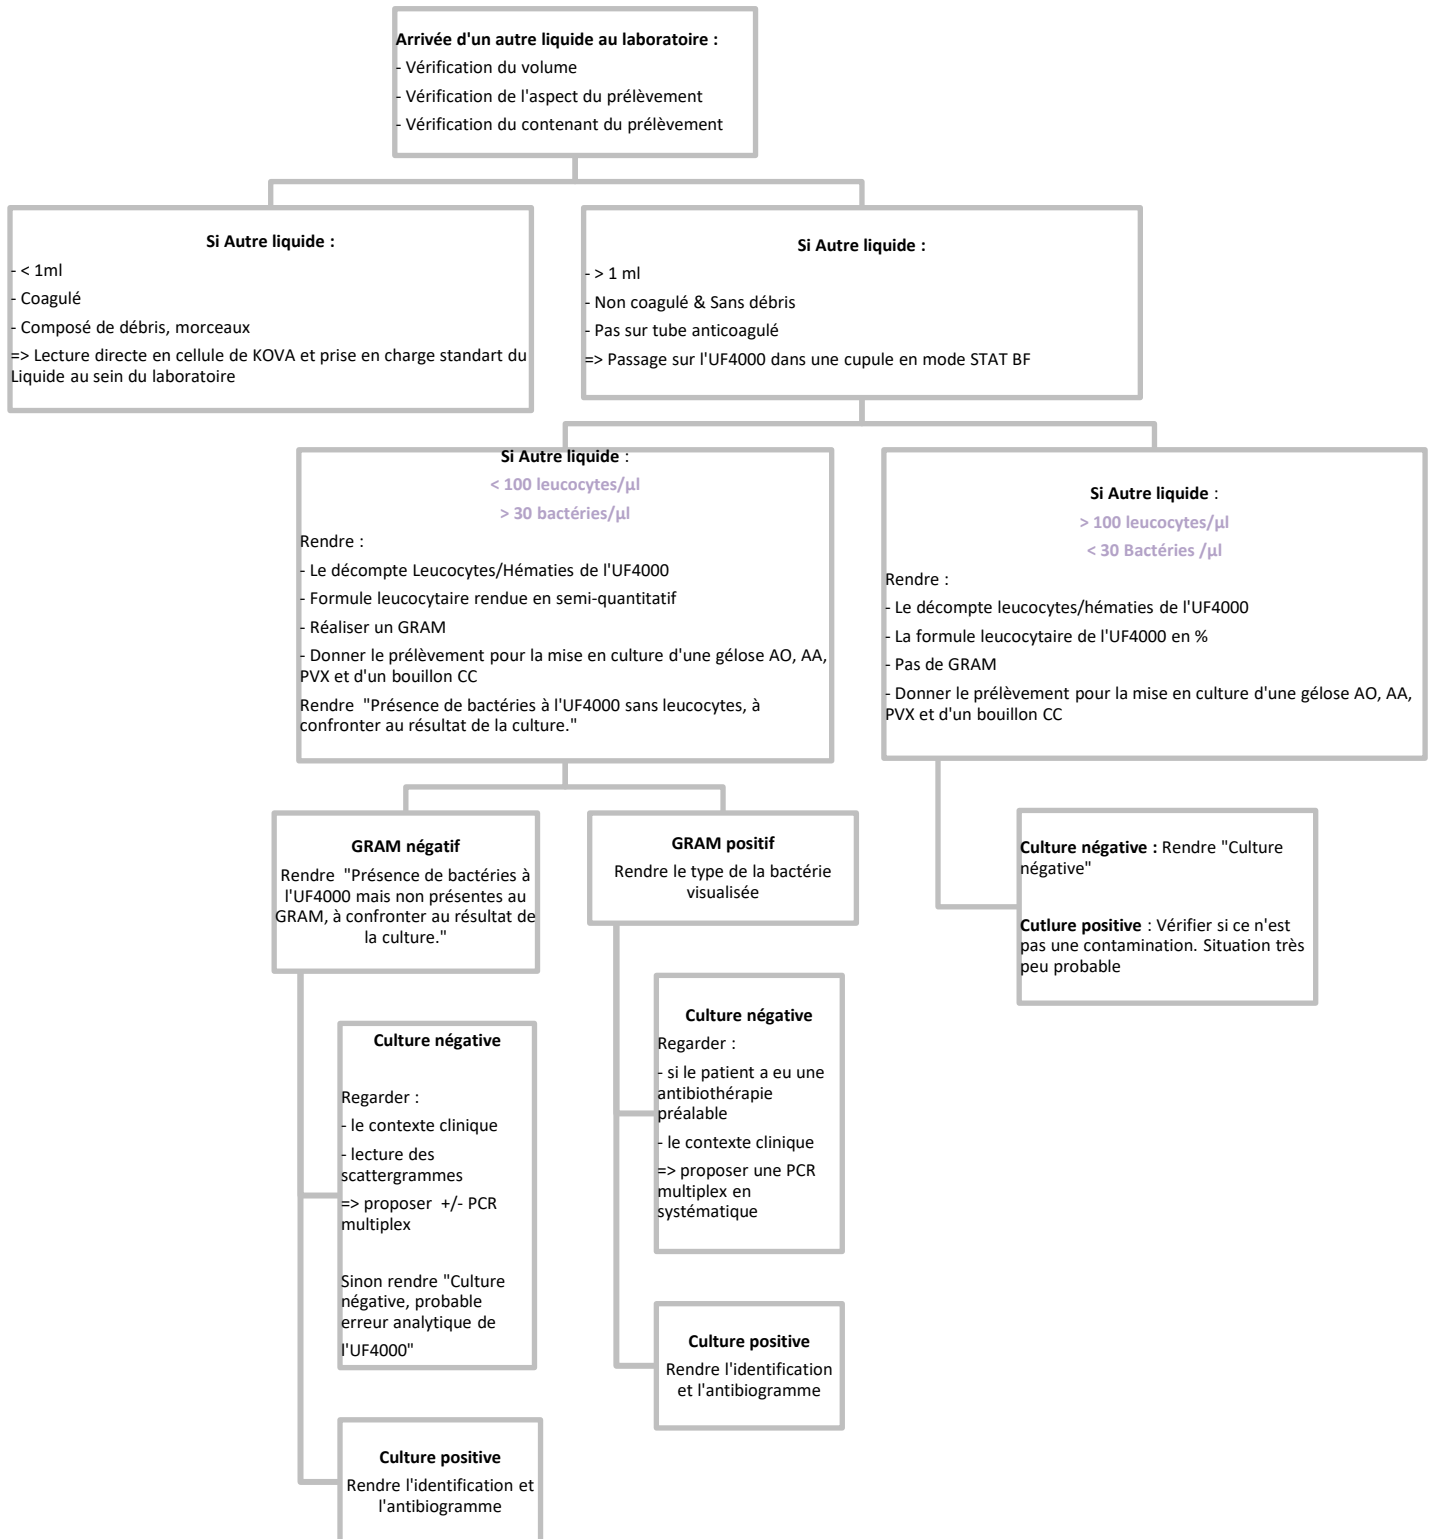 Arrivée d'un autre liquide au laboratoire :
- Vérification du volume
- Vérification de l'aspect du prélèvement
- Vérification du contenant du prélèvement
Si Autre liquide :
- < 1ml
- Coagulé
- Composé de débris, morceaux
=> Lecture directe en cellule de KOVA et prise en charge standart du
Liquide au sein du laboratoire
Si Autre liquide :
- > 1 ml
- Non coagulé & Sans débris
- Pas sur tube anticoagulé
=> Passage sur l'UF4000 dans une cupule en mode STAT BF
Si Autre liquide :
< 100 leucocytes/µl
> 30 bactéries/µl
Rendre :
- Le décompte Leucocytes/Hématies de l'UF4000
- Formule leucocytaire rendue en semi-quantitatif
- Réaliser un GRAM
- Donner le prélèvement pour la mise en culture d'une gélose AO, AA,
PVX et d'un bouillon CC
Rendre "Présence de bactéries à l'UF4000 sans leucocytes, à
confronter au résultat de la culture."
Si Autre liquide :
> 100 leucocytes/µl
< 30 Bactéries /µl
Rendre :
- Le décompte leucocytes/hématies de l'UF4000
- La formule leucocytaire de l'UF4000 en %
- Pas de GRAM
- Donner le prélèvement pour la mise en culture d'une gélose AO, AA,
PVX et d'un bouillon CC
GRAM négatif
Rendre "Présence de bactéries à
l'UF4000 mais non présentes au
GRAM, à confronter au résultat de
la culture."
GRAM positif
Rendre le type de la bactérie
visualisée
Culture négative : Rendre "Culture
négative"
Cutlure positive : Vérifier si ce n'est
pas une contamination. Situation très
peu probable
Culture négative
Regarder :
- le contexte clinique
- lecture des
scattergrammes
=> proposer +/- PCR
multiplex
Sinon rendre "Culture
négative, probable
erreur analytique de
l'UF4000"
Culture négative
Regarder :
- si le patient a eu une
antibiothérapie
préalable
- le contexte clinique
=> proposer une PCR
multiplex en
systématique
Culture positive
Rendre l'identification
et l'antibiogramme
Culture positive
Rendre l'identification et
l'antibiogramme